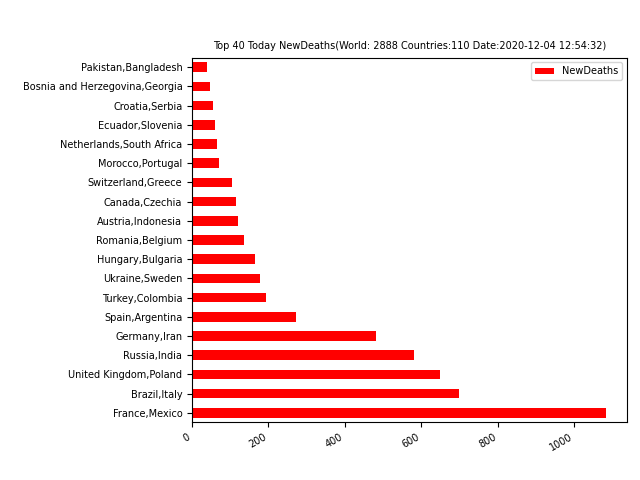 Top 40 Today NewDeaths(World: 2888 Countries:110 Date:2020-12-04 12:54:32)
NewDeaths
Pakistan,Bangladesh
Bosnia and Herzegovina,Georgia
Croatia,Serbia
Ecuador,Slovenia
Netherlands,South Africa
Morocco,Portugal
Switzerland,Greece
Canada,Czechia
Austria,Indonesia
Romania,Belgium
Hungary,Bulgaria
Ukraine,Sweden
Turkey,Colombia
Spain,Argentina
Germany,Iran
Russia,India
United Kingdom,Poland
Brazil,Italy
France,Mexico
0 200 400 600 800 1000